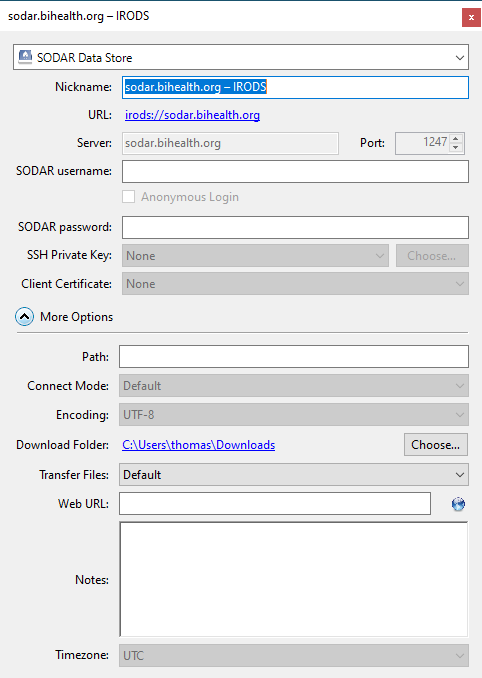 sodar.bihealth.org – IRODS
SODAR Data Store
Nickname: sodar.bihealth.org – IRODS
URL: irods://sodar.bihealth.org
Server: sodar.bihealth.org Port: 1247
SODAR username:
Anonymous Login
SODAR password:
SSH Private Key: None Choose...
Client Certificate: None
More Options
Path:
Connect Mode: Default
Encoding: UTF-8
Download Folder: C:\Users\thomas\Downloads Choose...
Transfer Files: Default
Web URL:
Notes:
Timezone: UTC